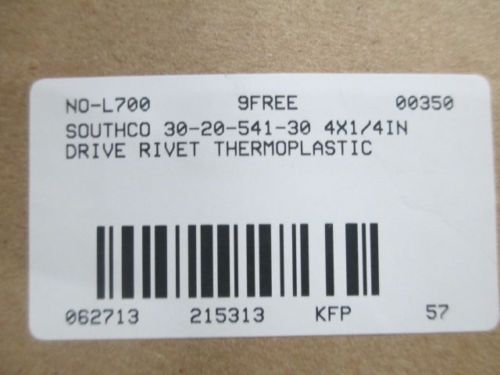 NO-L700 9FREE 00350
SOUTHCO 30-20-541-30 4X1/4IN
DRIVE RIVET THERMOPLASTIC
062713 215313 KFP 57